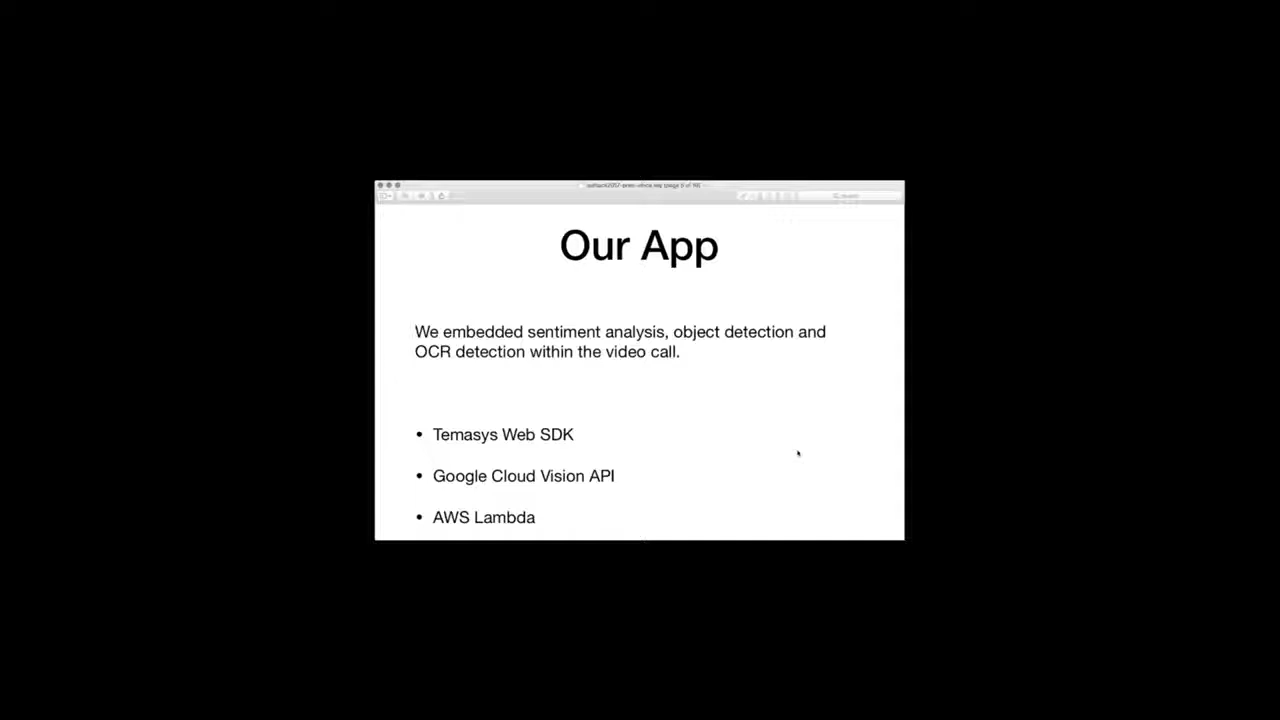 Our App
We embedded sentiment analysis, object detection and
OCR detection within the video call.
• Temasys Web SDK
• Google Cloud Vision API
• AWS Lambda